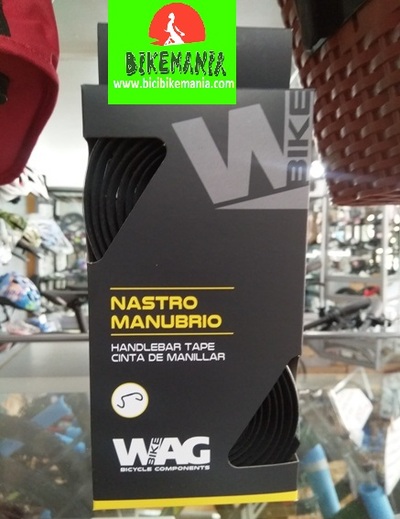 BIKEMANIA
www.bicibikemania.com
W BIKE
NASTRO
MANUBRIO
HANDLEBAR TAPE
CINTA DE MANILLAR
WAG BIKE
BICYCLE COMPONENTS